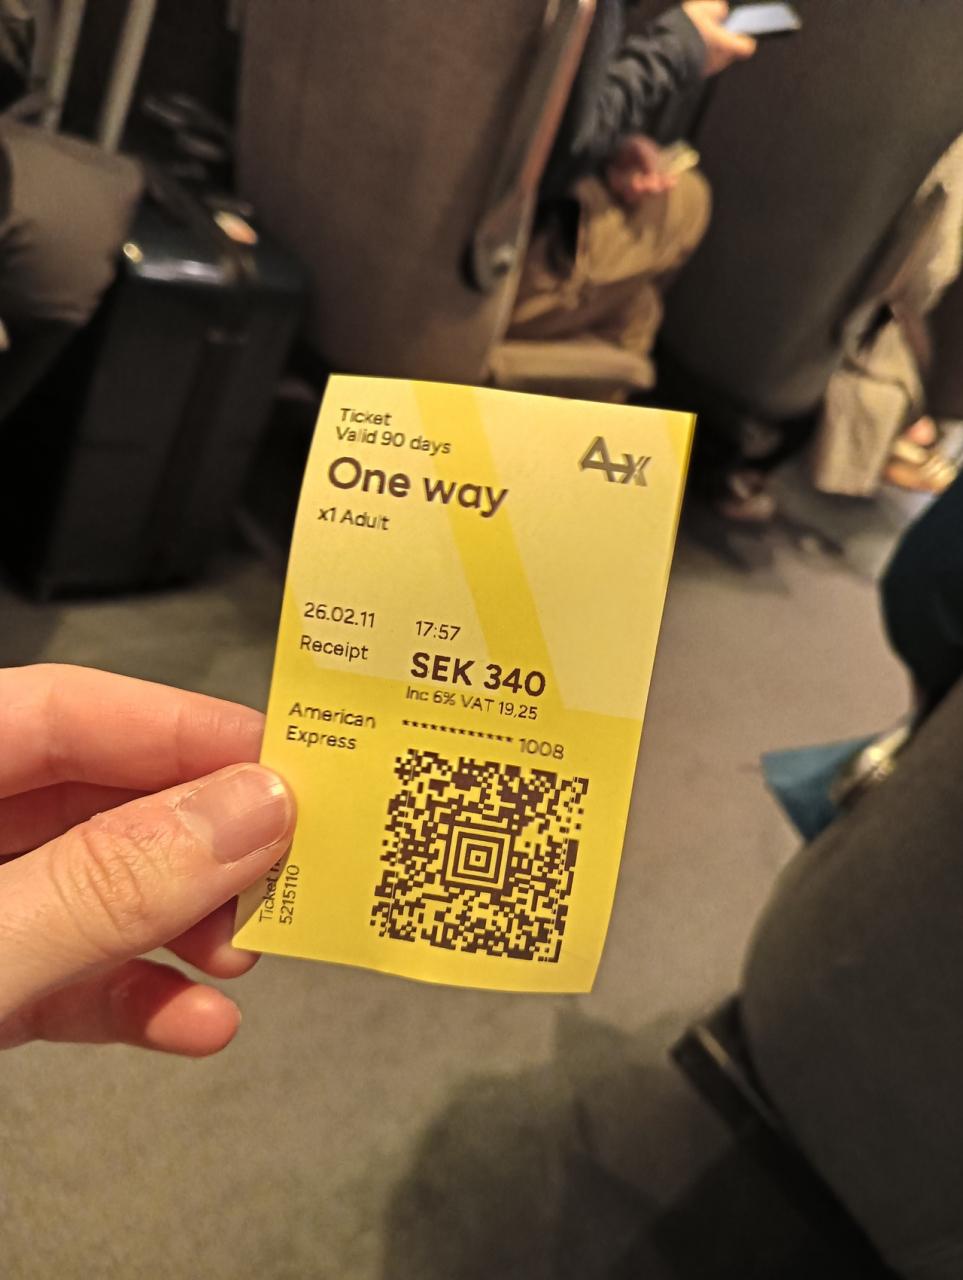 Ticket
Valid 90 days
One way
x1 Adult
26.02.11 17:57
Receipt SEK 340
Inc 6% VAT 19,25
American ************ 1008
Express
Ticket
5215110